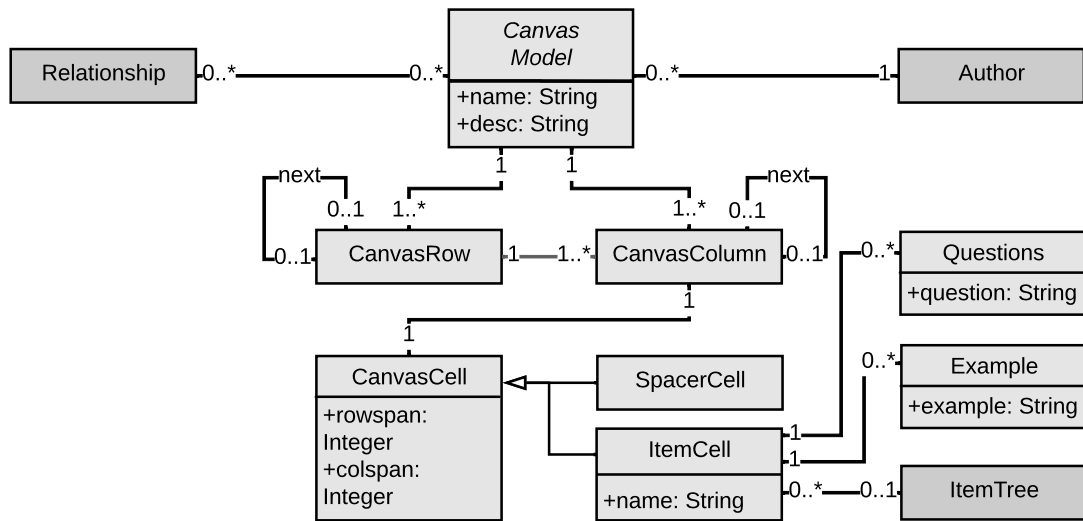 Canvas
Model
+name: String
+desc: String
Relationship
0..*
0..*
0..*
1
Author
1
1
next
0..1
0..1
1..*
1..*
next
0..1
0..1
CanvasRow
1
1..*
CanvasColumn
1
1
Questions
+question: String
0..*
CanvasCell
+rowspan:
Integer
+colspan:
Integer
SpacerCell
Example
+example: String
0..*
ItemCell
+name: String
1
1
0..*
0..1
ItemTree